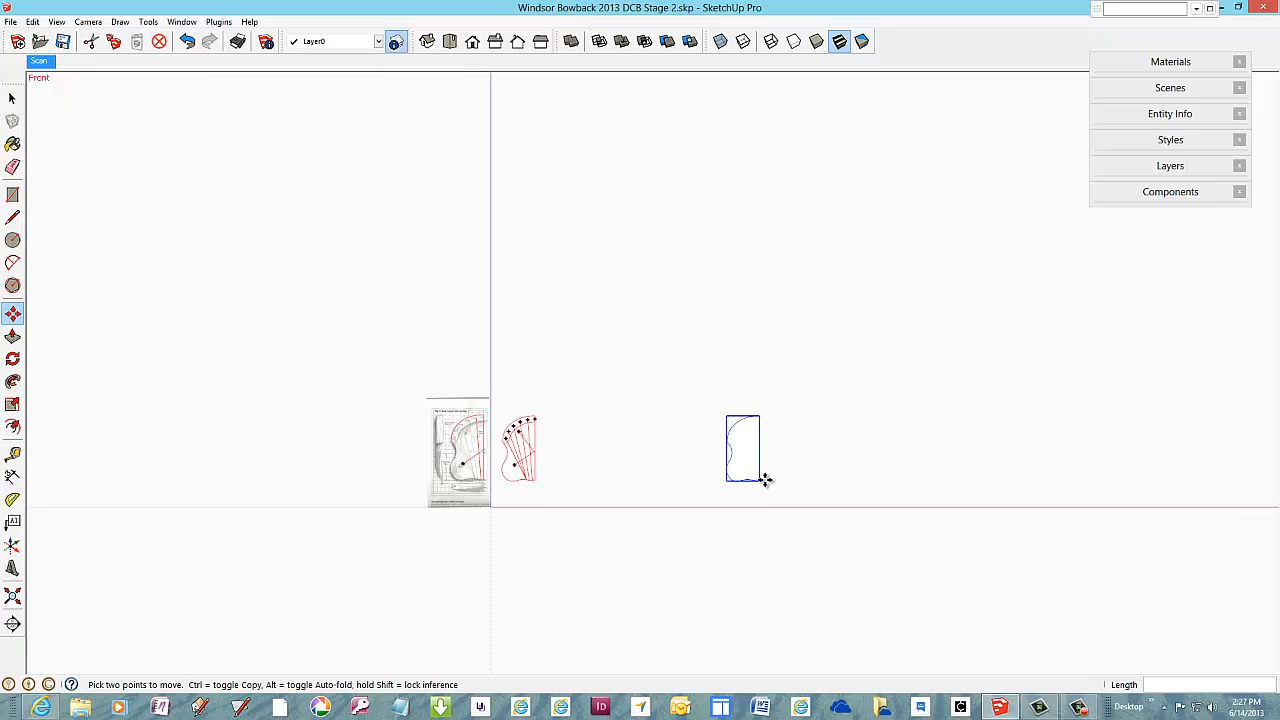 Windsor Bowback 2013 DCB Stage 2.skp - SketchUp Pro
File Edit View Camera Draw Tools Window Plugins Help
Layer0
Scan
Front
Materials
Scenes
Entity Info
Styles
Layers
Components
Pick two points to move. Ctrl = toggle Copy, Alt = toggle Auto-fold, hold Shift = lock inference
Length
Desktop
2:27 PM
6/14/2013